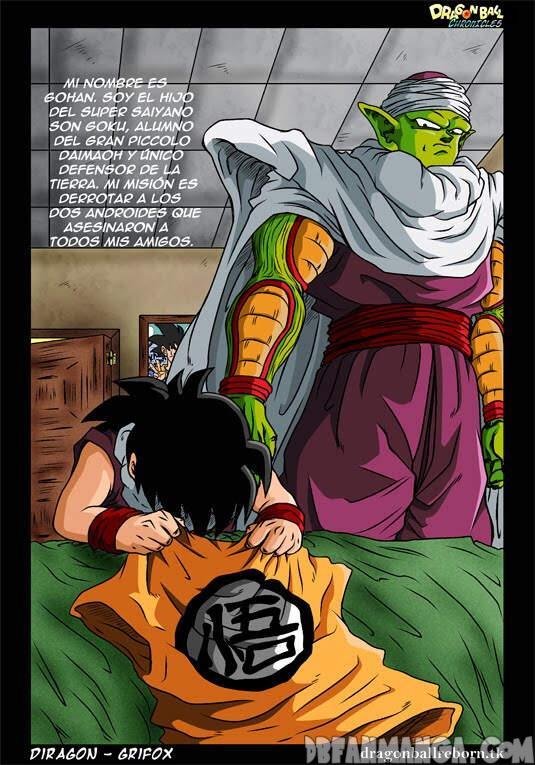 DRAGON BALL
CHRONICLES
MI NOMBRE ES
GOHAN. SOY EL HIJO
DEL SUPER SAIYANO
SON GOKU, ALUMNO
DEL GRAN PICCOLO
DAIMAOH Y ÚNICO
DEFENSOR DE LA
TIERRA. MI MISIÓN ES
DERROTAR A LOS
DOS ANDROIDES QUE
ASESINARON A
TODOS MIS AMIGOS.
悟
DBFANMANGA.COM
DIRAGON - GRIFOX
dragonballreborn.tk